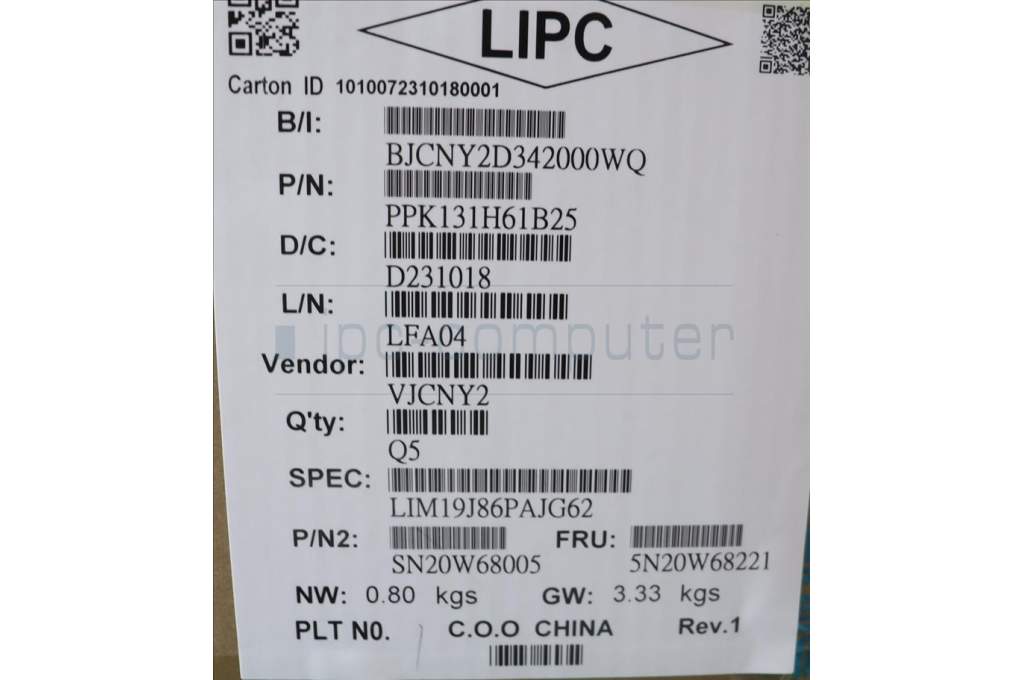 LIPC
Carton ID 1010072310180001
B/I:
BJCNY2D342000WQ
P/N:
PPK131H61B25
D/C:
D231018
L/N:
LFA04
ipc-computer
Vendor:
VJCNY2
Q'ty:
Q5
SPEC:
LIM19J86PAJG62
P/N2: FRU:
SN20W68005 5N20W68221
NW: 0.80 kgs GW: 3.33 kgs
PLT N0. C.O.O CHINA Rev.1